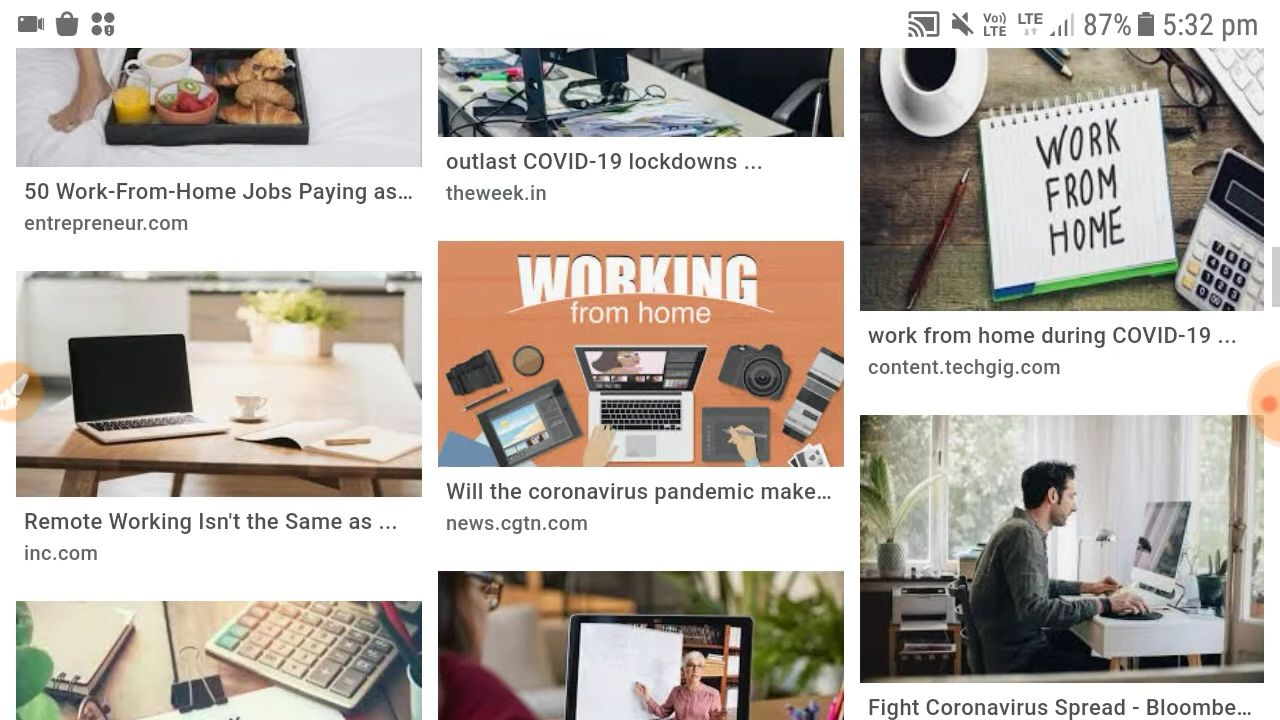 Vo))
LTE
LTE
87%
5:32 pm
50 Work-From-Home Jobs Paying as...
entrepreneur.com
Remote Working Isn't the Same as ...
inc.com
outlast COVID-19 lockdowns ...
theweek.in
WORKING
from home
Will the coronavirus pandemic make...
news.cgtn.com
WORK
FROM
HOME
work from home during COVID-19 ...
content.techgig.com
Fight Coronavirus Spread - Bloombe...